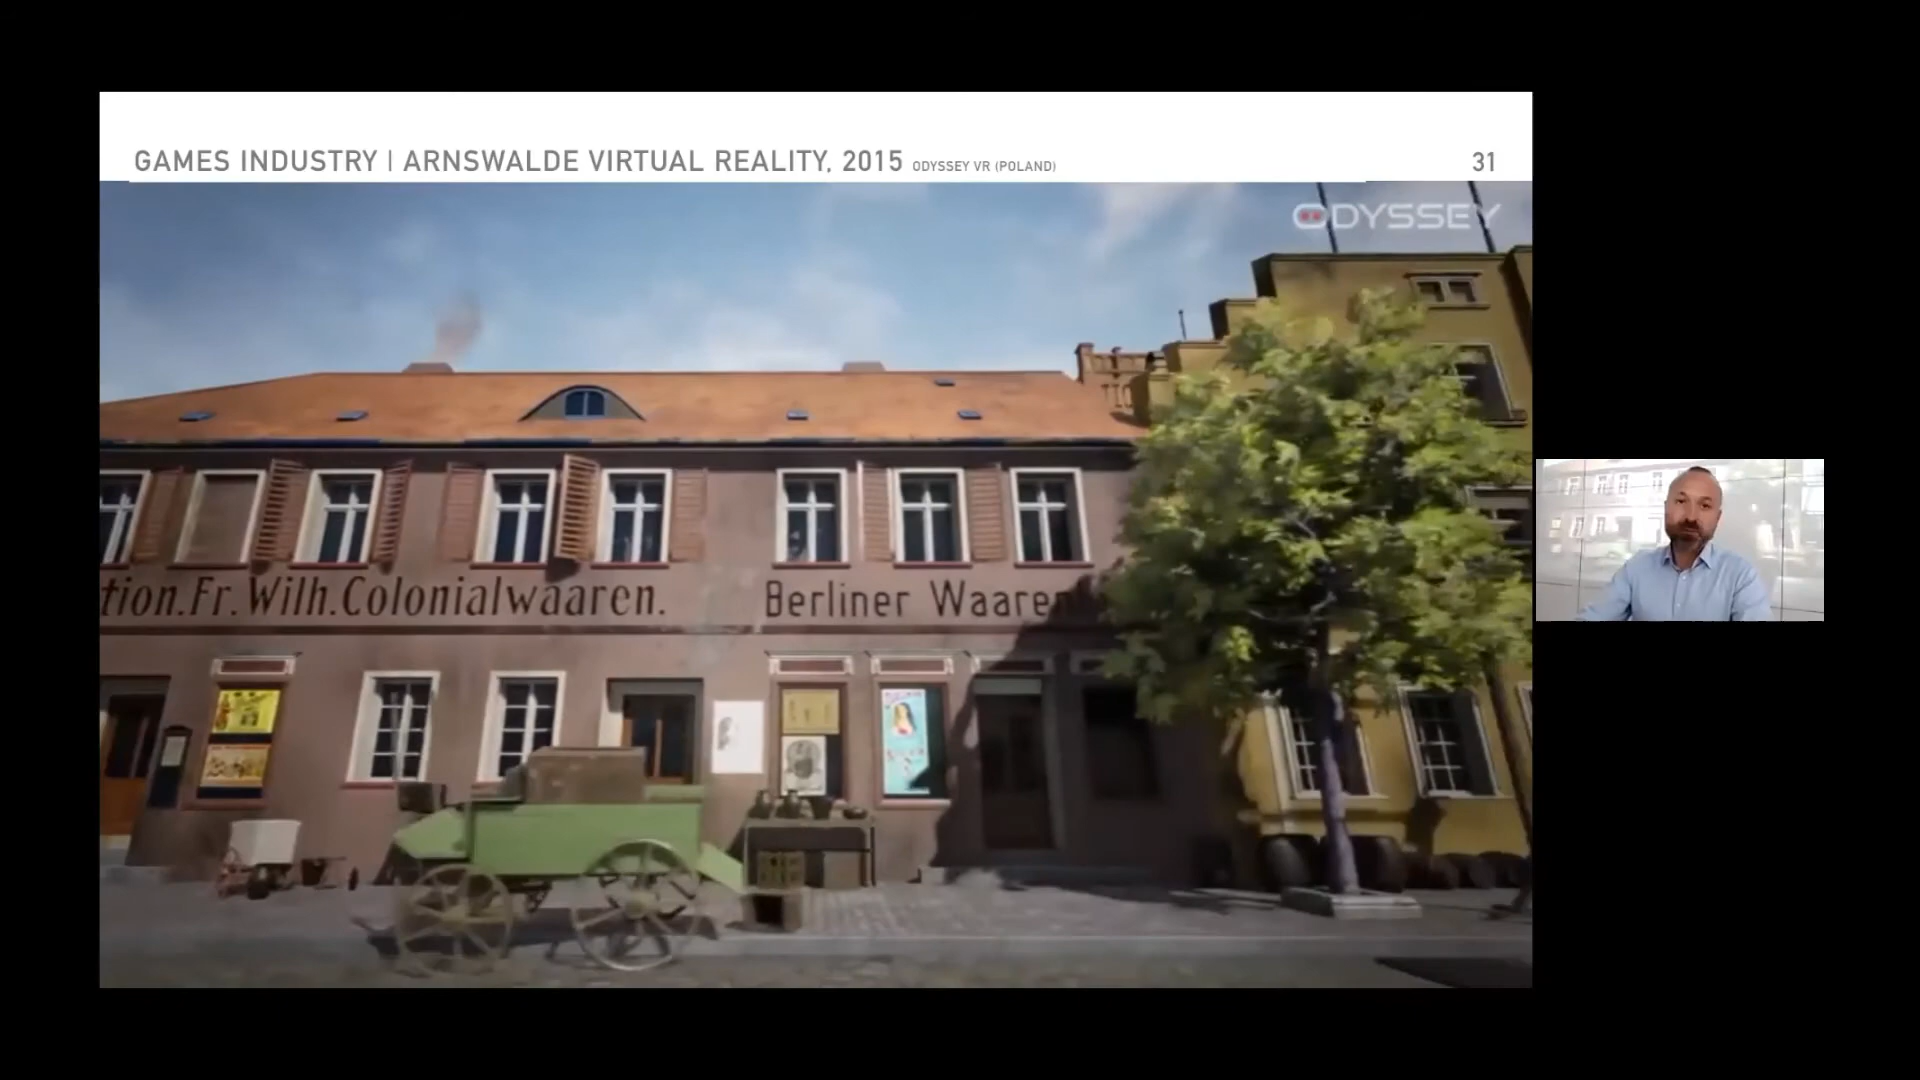 GAMES INDUSTRY | ARNSWALDE VIRTUAL REALITY, 2015 ODYSSEY VR (POLAND)
31
ODYSSEY
tion.Fr.Wilh.Colonialwaaren.
Berliner Waaren